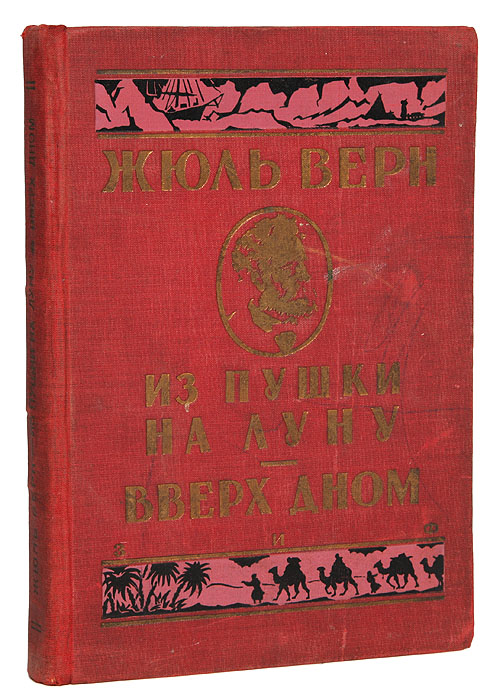 ЖЮЛЬ ВЕРН
ИЗ ПУШКИ
НА ЛУНУ
ВВЕРХ ДНОМ
З И Ф